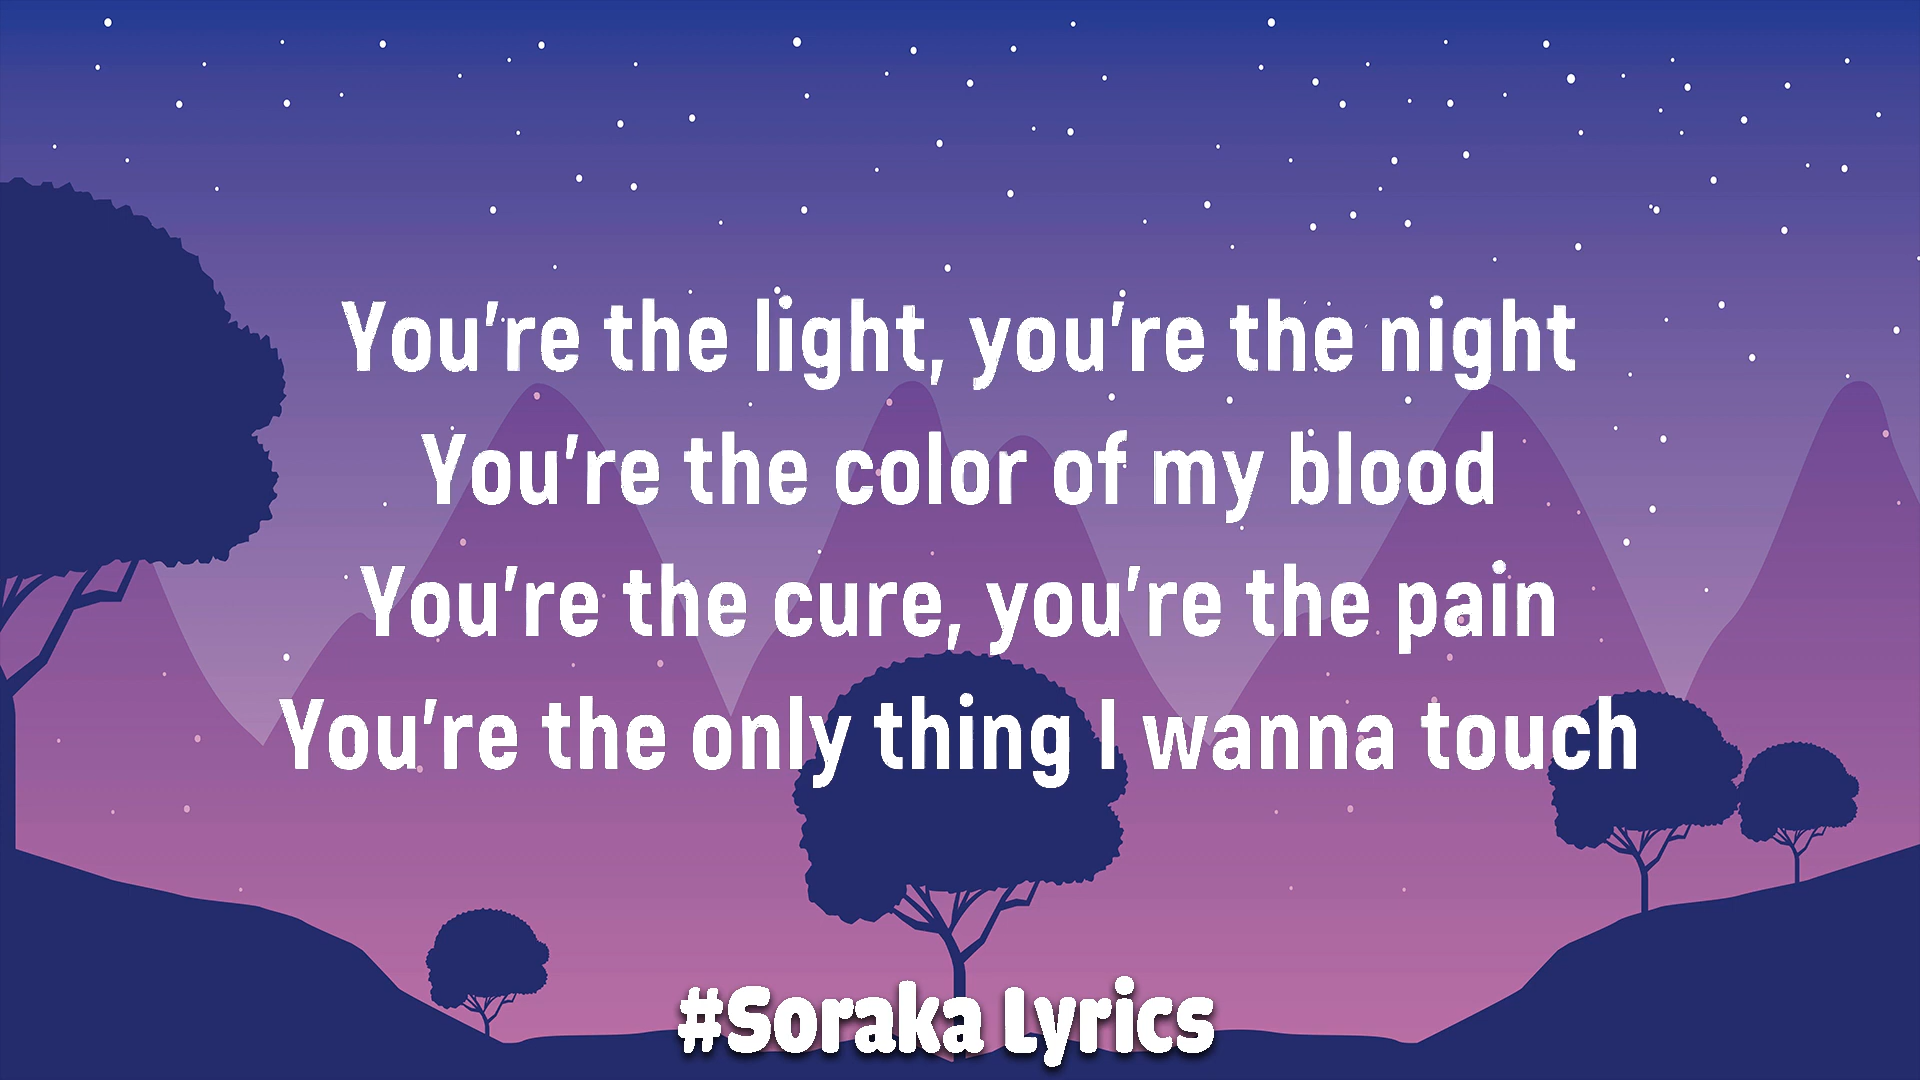 You're the light, you're the night
You're the color of my blood
You're the cure, you're the pain
You're the only thing I wanna touch
#Soraka Lyrics